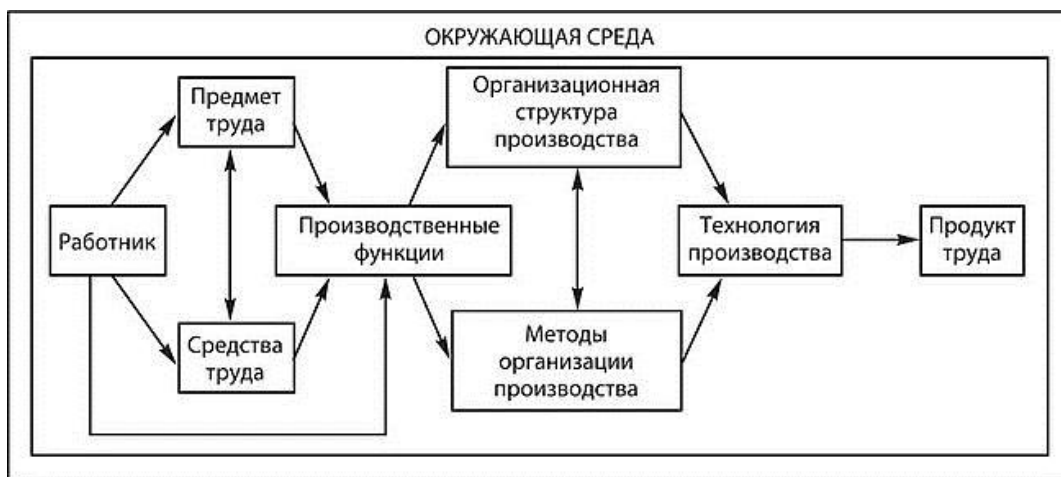 ОКРУЖАЮЩАЯ СРЕДА
Предмет
труда
Организационная
структура
производства
Работник
Производственные
функции
Технология
производства
Продукт
труда
Средства
труда
Методы
организации
производства